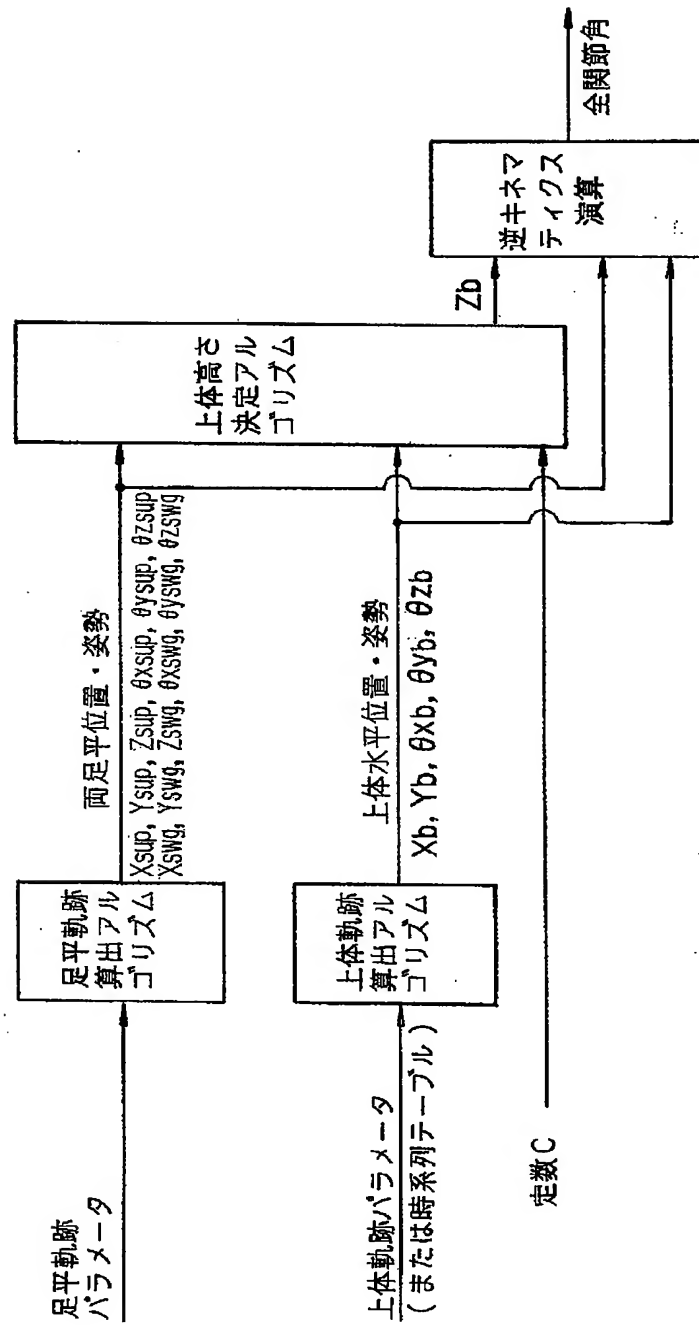 足平軌跡
パラメータ
足平軌跡
算出アル
ゴリズム
両足平位置・姿勢
Xsup, Ysup, Zsup, θxsup, θysup, θzsup
Xswg, Yswg, Zswg, θxswg, θyswg, θzswg
上体軌跡パラメータ
(または時系列テーブル)
上体軌跡
算出アル
ゴリズム
上体水平位置・姿勢
Xb, Yb, θxb, θyb, θzb
定数C
上体高さ
決定アル
ゴリズム
Zb
逆キネマ
ティクス
演算
全関節角